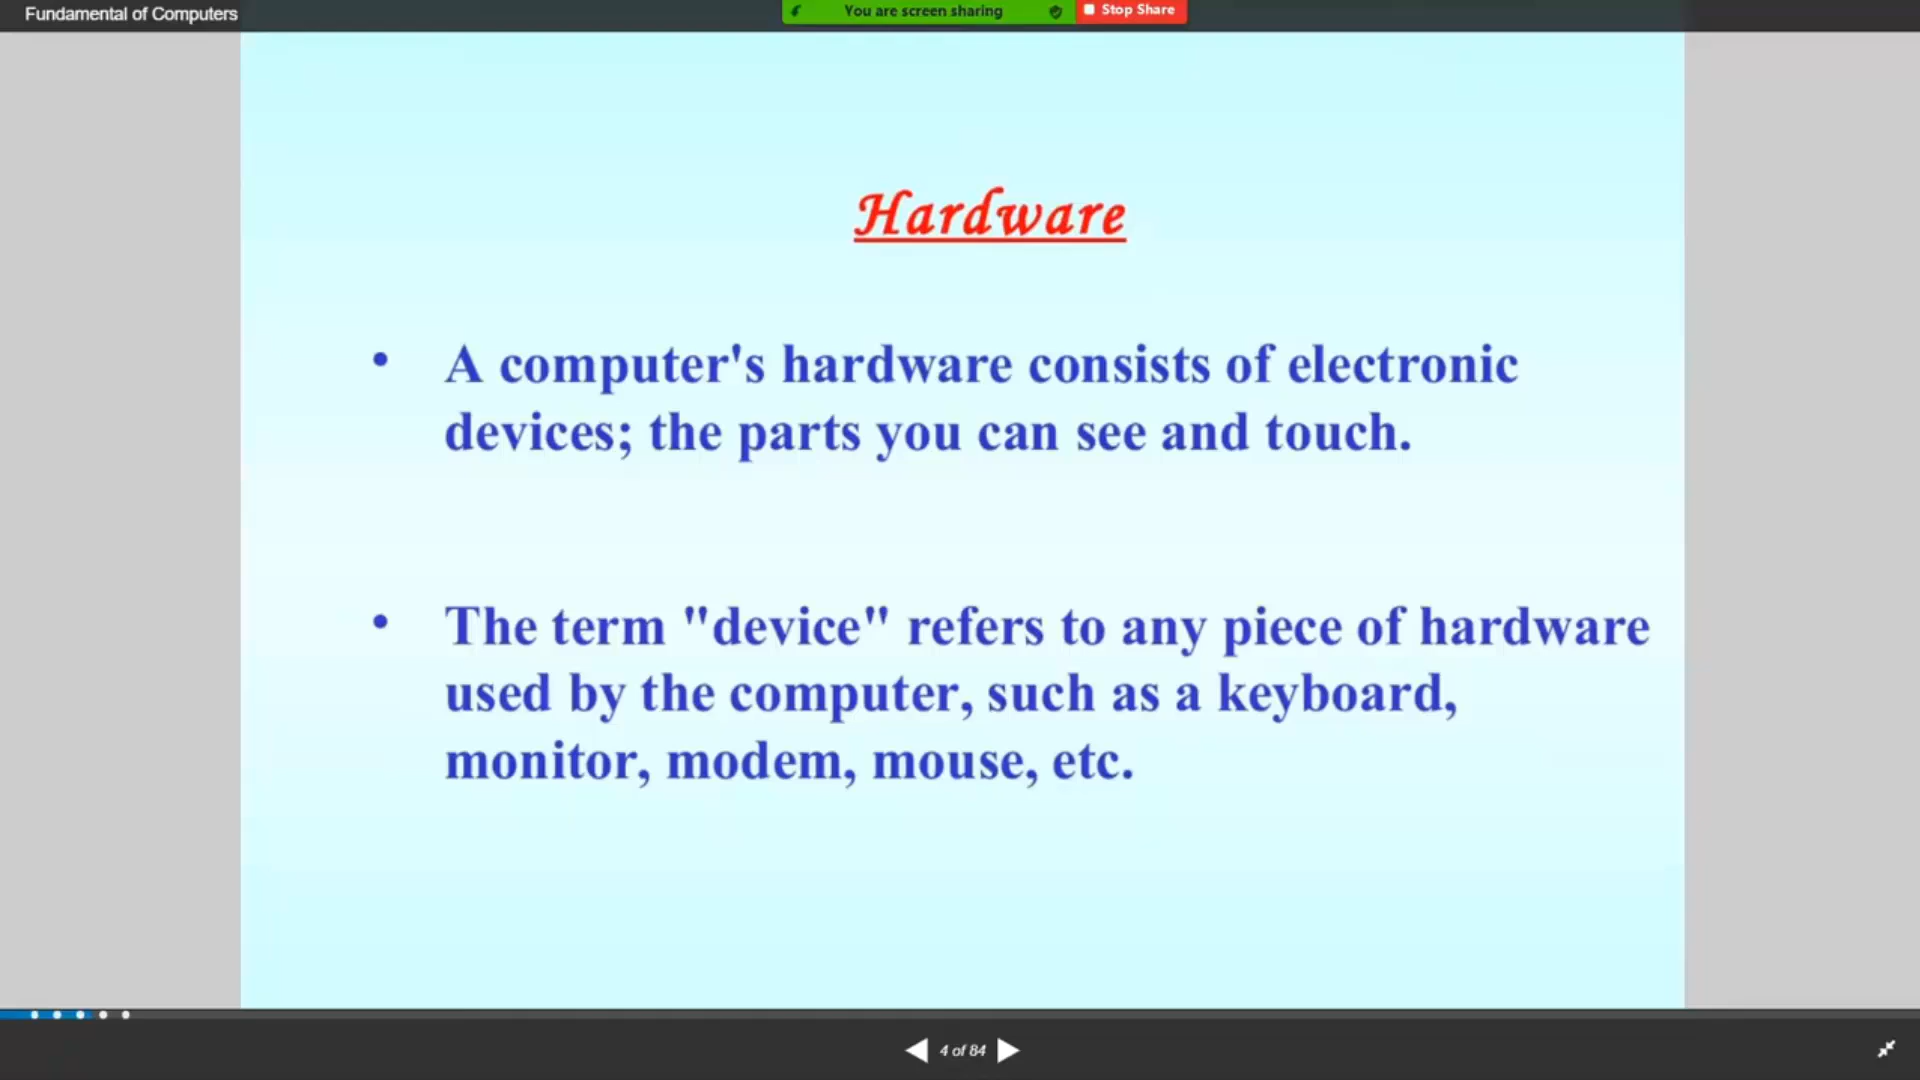 Fundamental of Computers
You are screen sharing
Stop Share
Hardware
• A computer's hardware consists of electronic
devices; the parts you can see and touch.
• The term "device" refers to any piece of hardware
used by the computer, such as a keyboard,
monitor, modem, mouse, etc.
4 of 84